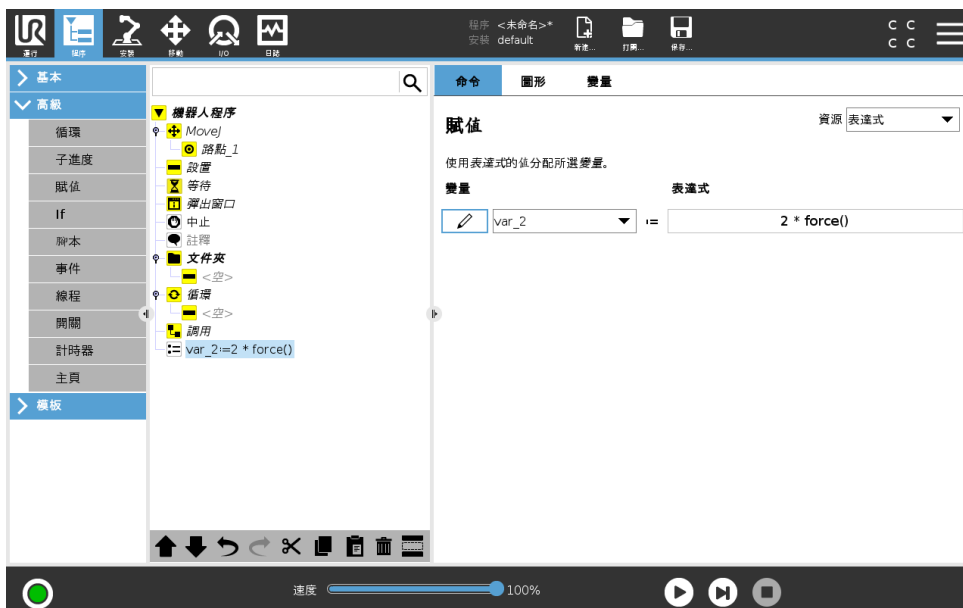 運行
程序
安裝
移動
I/O
日誌
程序 <未命名>*
安裝 default
新建...
打開...
保存...
C C
C C
基本
高級
循環
子進度
賦值
If
腳本
事件
線程
開關
計時器
主頁
模板
機器人程序
MoveJ
路點_1
設置
等待
彈出窗口
中止
註釋
文件夾
<空>
循環
<空>
調用
var_2:=2 * force()
命令 圖形 變量
賦值
資源 表達式
使用表達式的值分配所選變量。
變量 表達式
var_2 := 2 * force()
速度 100%